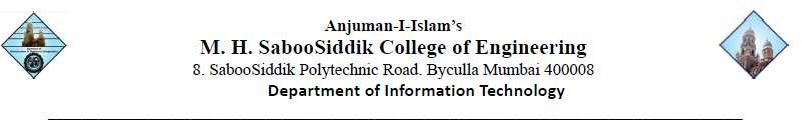 Anjuman-I-Islam's
M. H. SabooSiddik College of Engineering
8. SabooSiddik Polytechnic Road. Byculla Mumbai 400008
Department of Information Technology